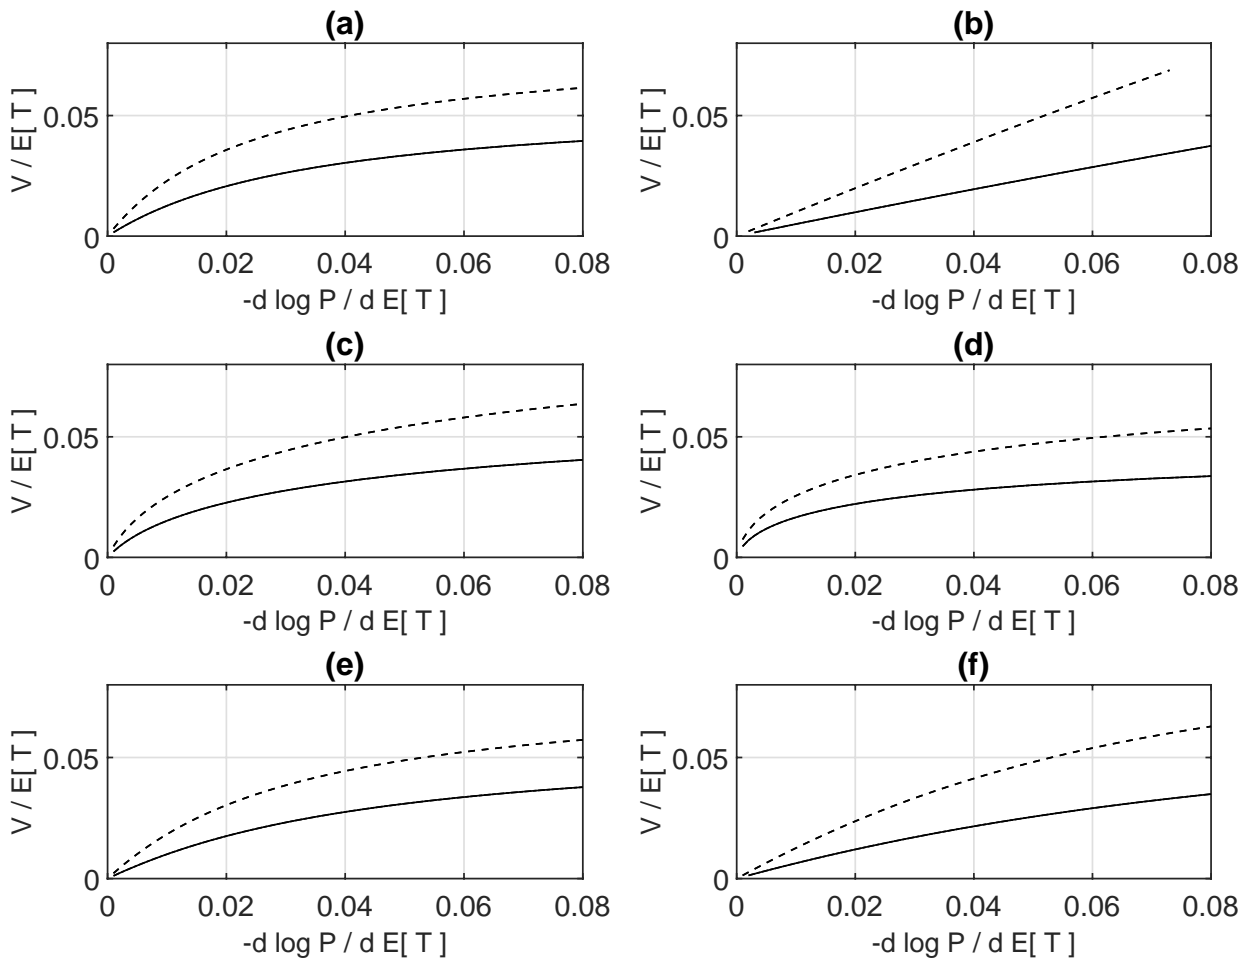 (a)
V / E[ T ]
0.05
0
0 0.02 0.04 0.06 0.08
-d log P / d E[ T ]
(b)
V / E[ T ]
0.05
0
0 0.02 0.04 0.06 0.08
-d log P / d E[ T ]
(c)
V / E[ T ]
0.05
0
0 0.02 0.04 0.06 0.08
-d log P / d E[ T ]
(d)
V / E[ T ]
0.05
0
0 0.02 0.04 0.06 0.08
-d log P / d E[ T ]
(e)
V / E[ T ]
0.05
0
0 0.02 0.04 0.06 0.08
-d log P / d E[ T ]
(f)
V / E[ T ]
0.05
0
0 0.02 0.04 0.06 0.08
-d log P / d E[ T ]